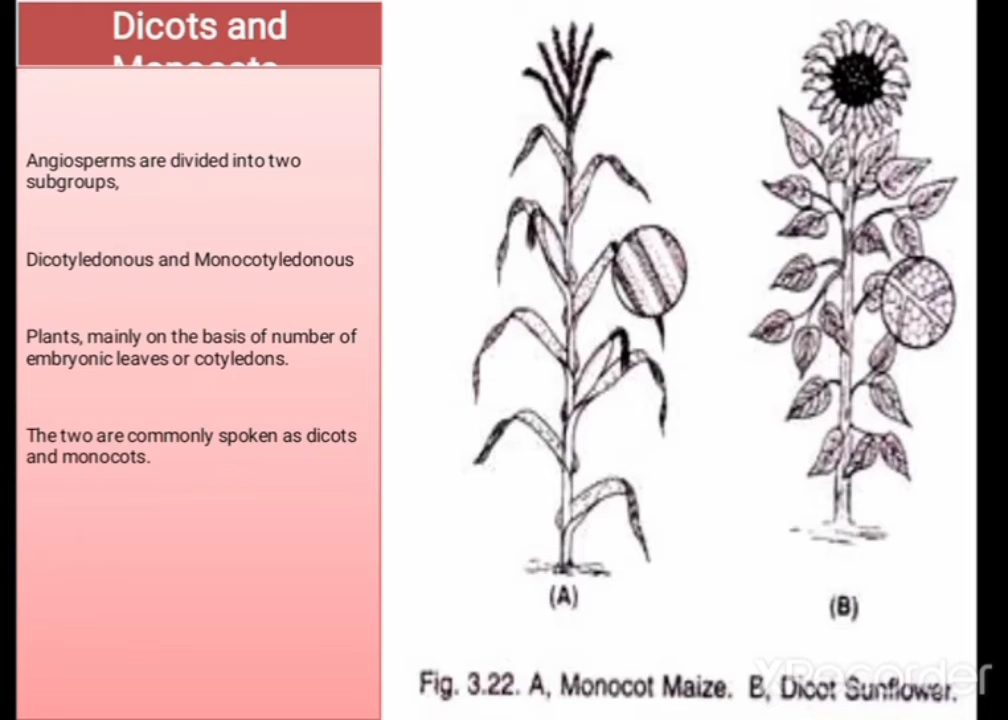 Dicots and
Monocots
Angiosperms are divided into two
subgroups,
Dicotyledonous and Monocotyledonous
Plants, mainly on the basis of number of
embryonic leaves or cotyledons.
The two are commonly spoken as dicots
and monocots.
(A)
(B)
Fig. 3.22. A, Monocot Maize. B, Dicot Sunflower.
XRecorder